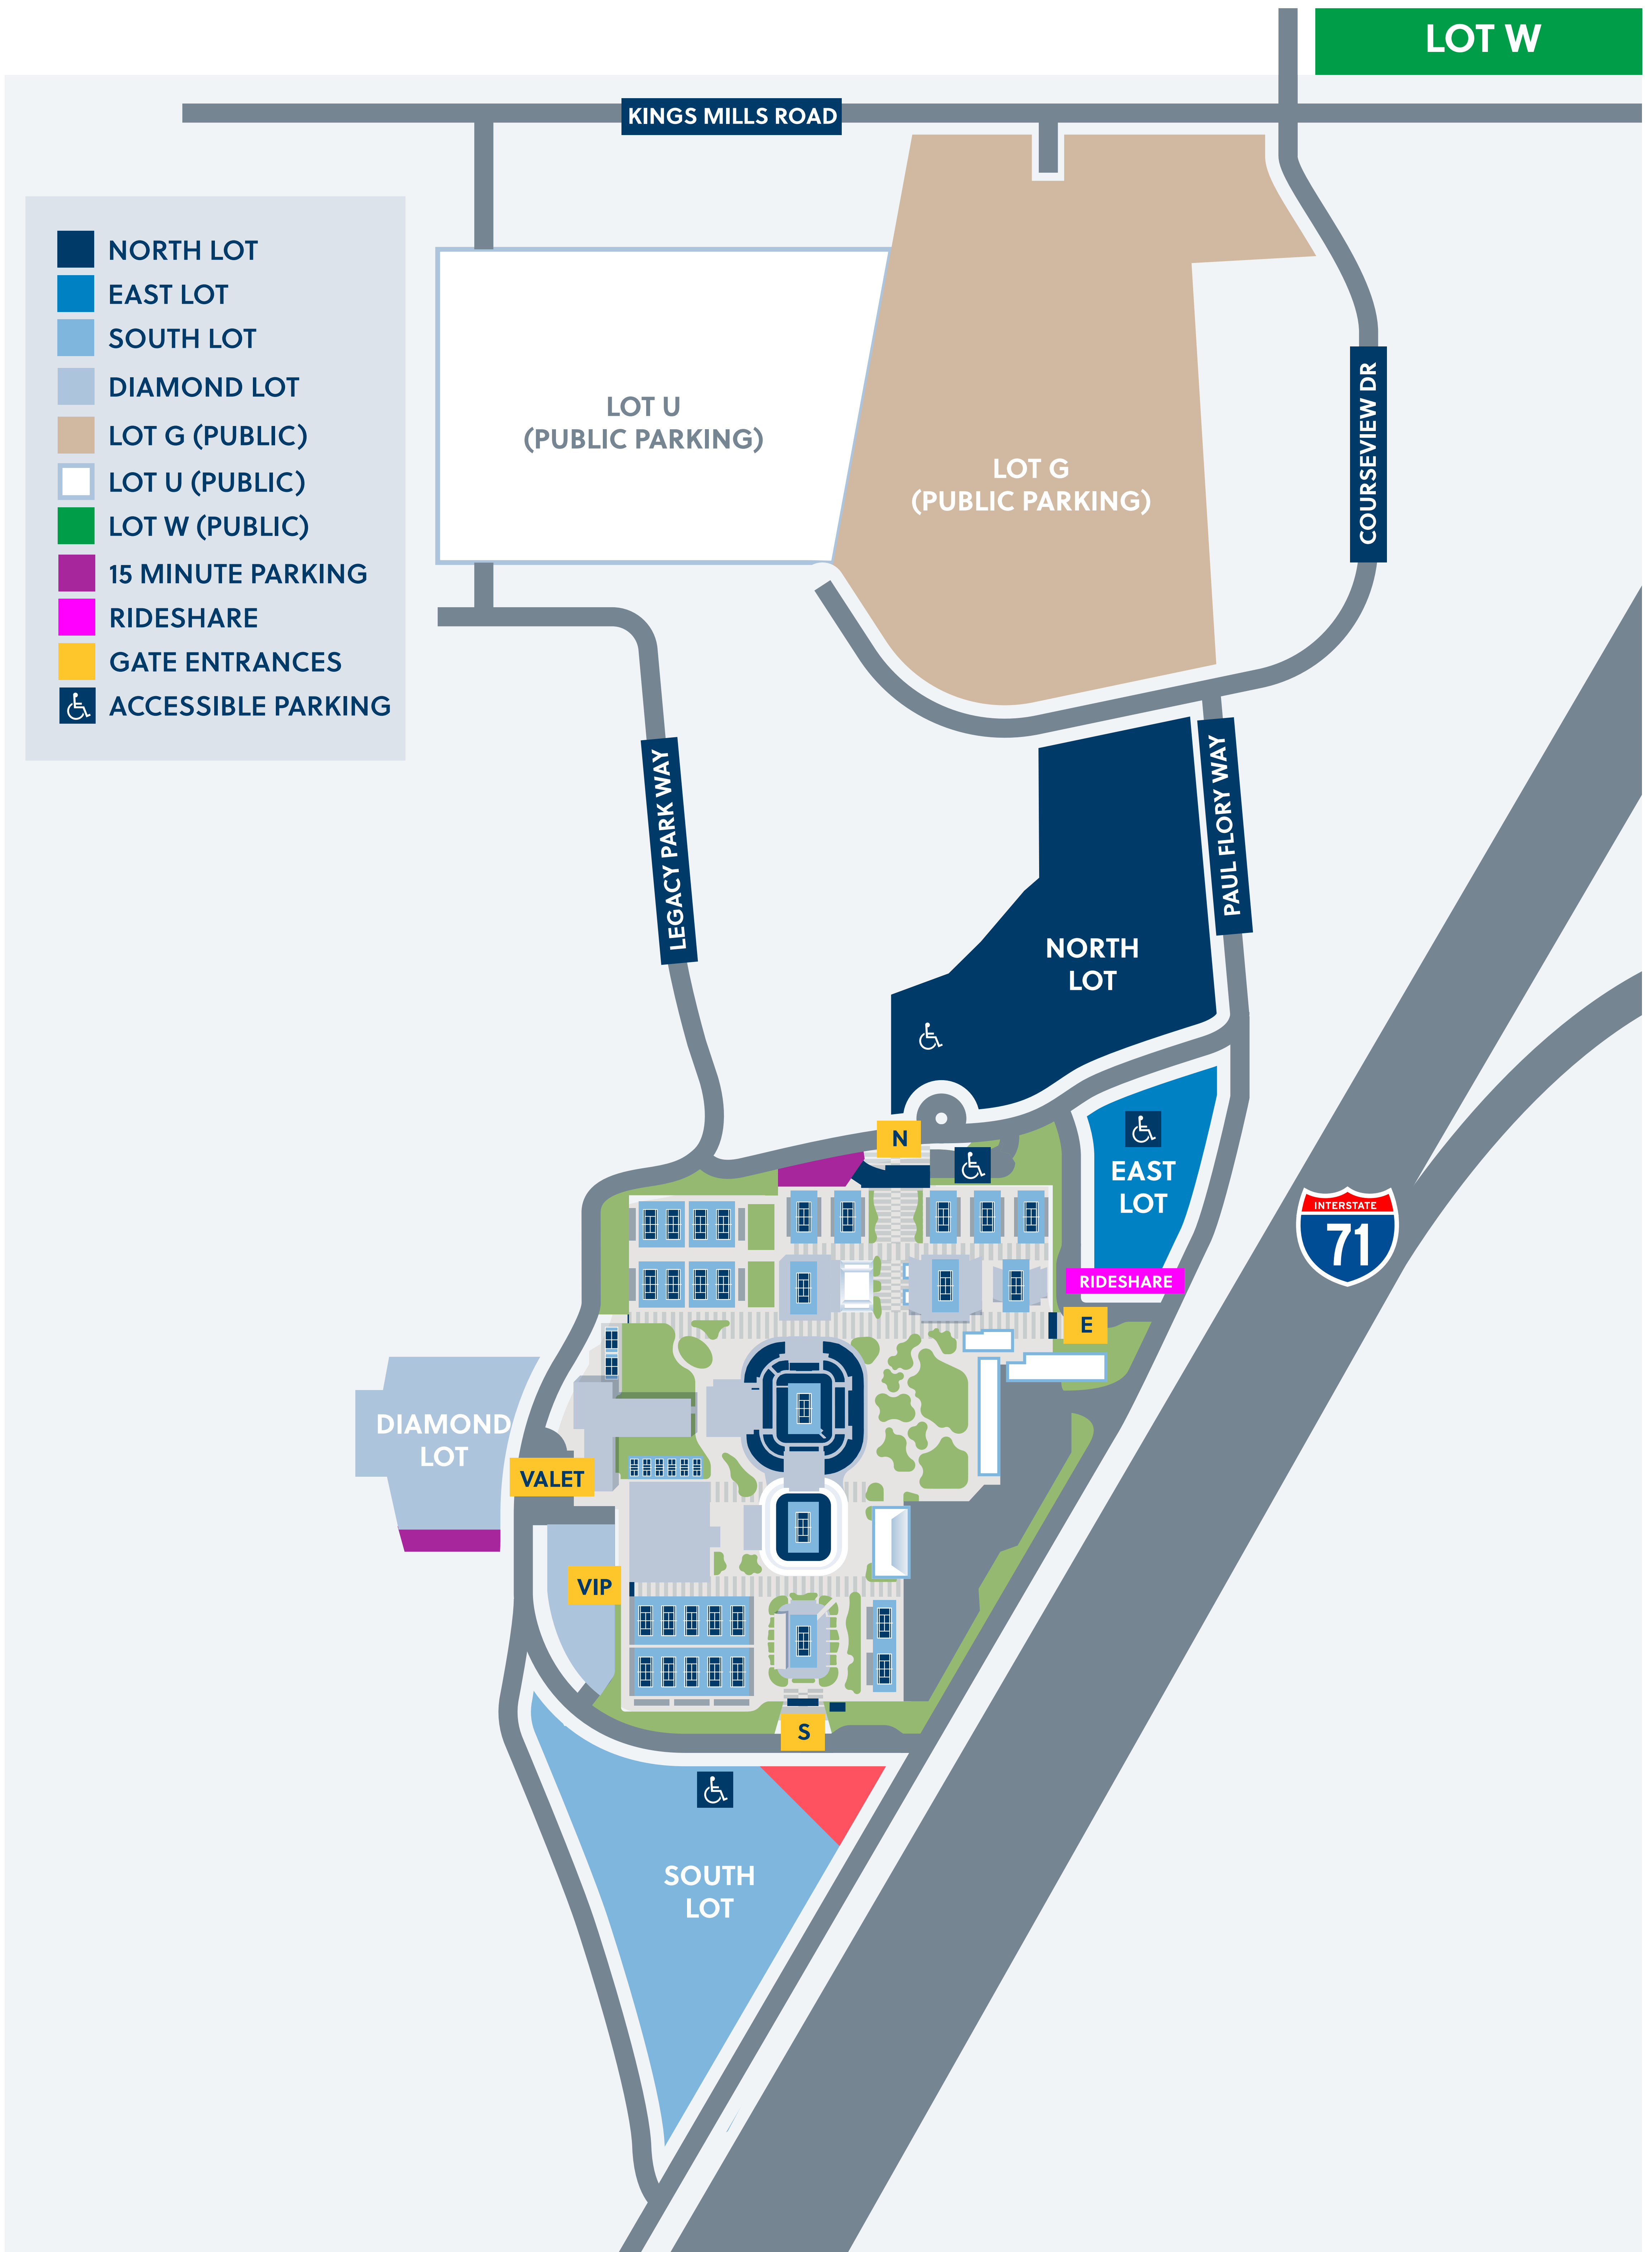 LOT W
KINGS MILLS ROAD
NORTH LOT
EAST LOT
SOUTH LOT
DIAMOND LOT
LOT G (PUBLIC)
LOT U (PUBLIC)
LOT W (PUBLIC)
15 MINUTE PARKING
RIDESHARE
GATE ENTRANCES
ACCESSIBLE PARKING
LOT U
(PUBLIC PARKING)
LOT G
(PUBLIC PARKING)
COURSEVIEW DR
LEGACY PARK WAY
PAUL FLORY WAY
NORTH
LOT
N
EAST
LOT
INTERSTATE
71
RIDESHARE
E
DIAMOND
LOT
VALET
VIP
S
SOUTH
LOT